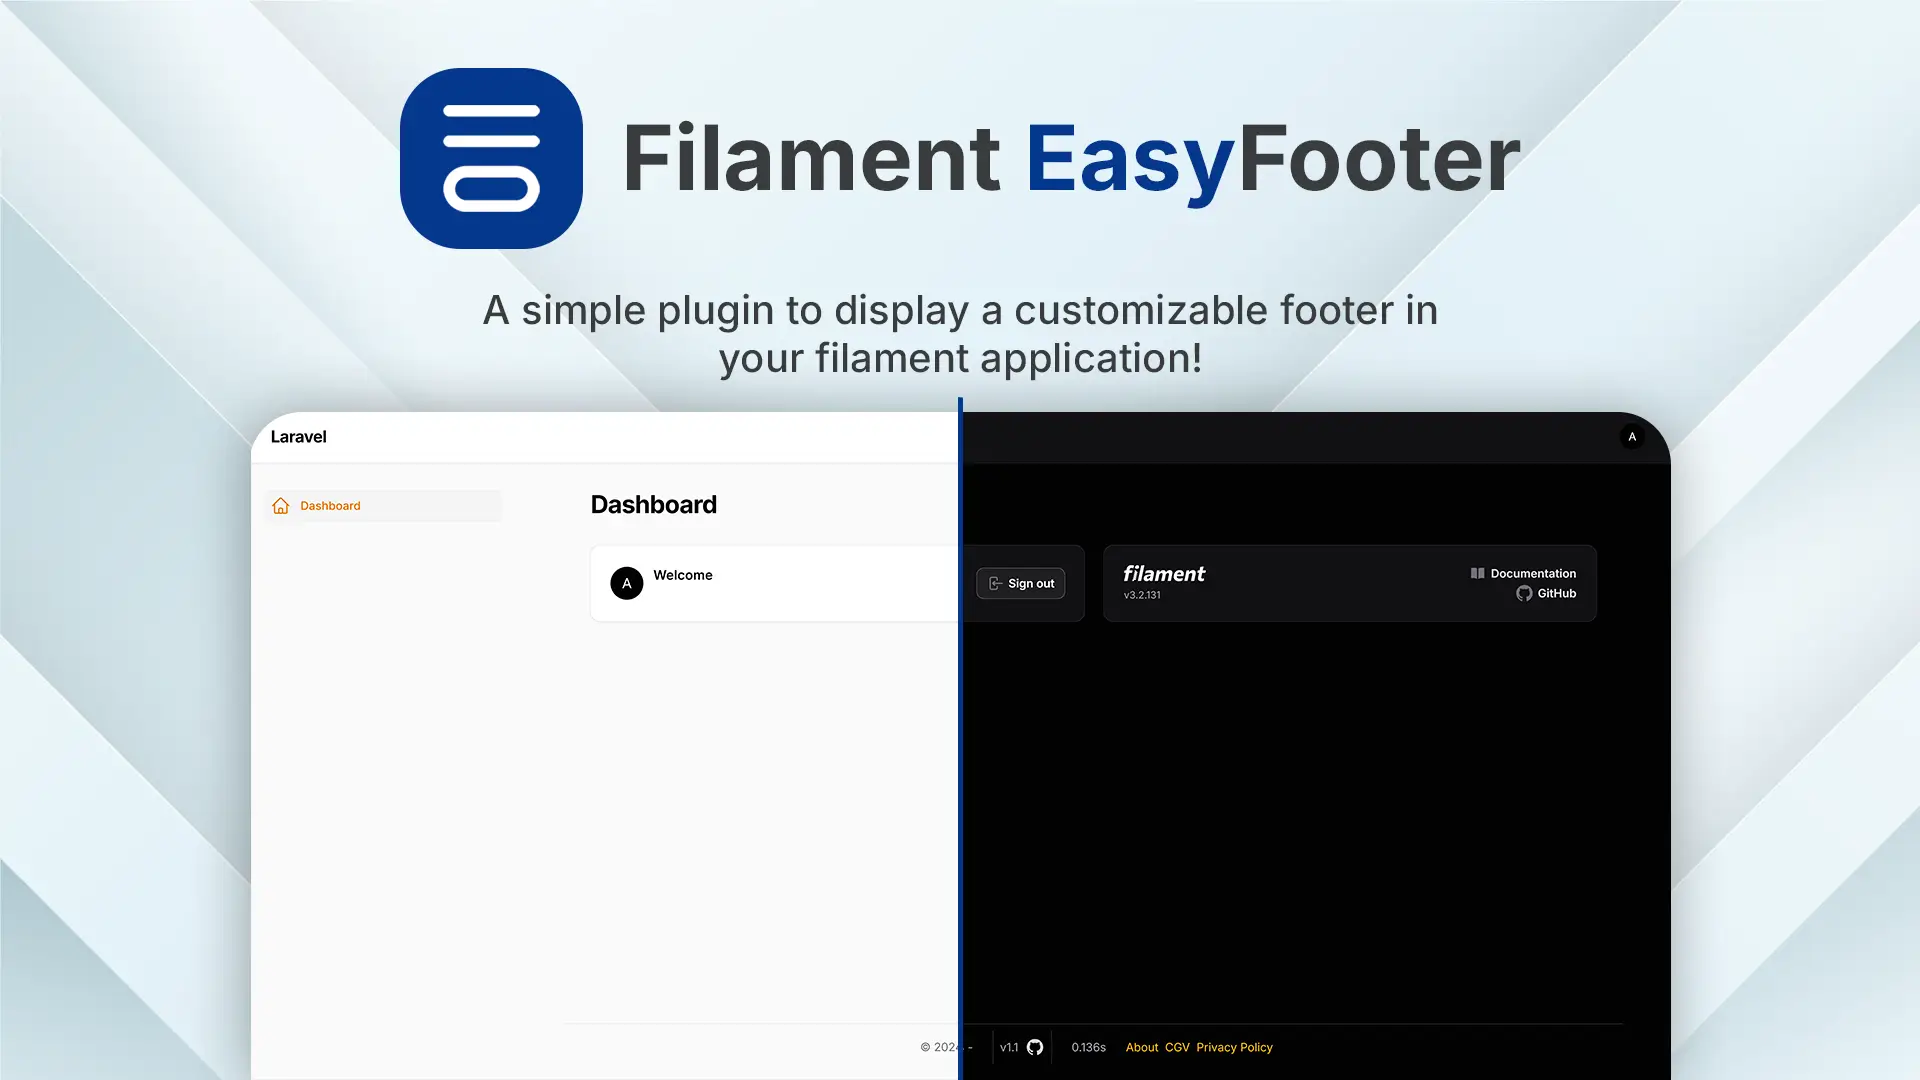 Filament EasyFooter
A simple plugin to display a customizable footer in
your filament application!
Laravel
A
Dashboard
Dashboard
A Welcome
Sign out
filament
v3.2.131
Documentation
GitHub
© 2024 - v1.1 0.136s About CGV Privacy Policy